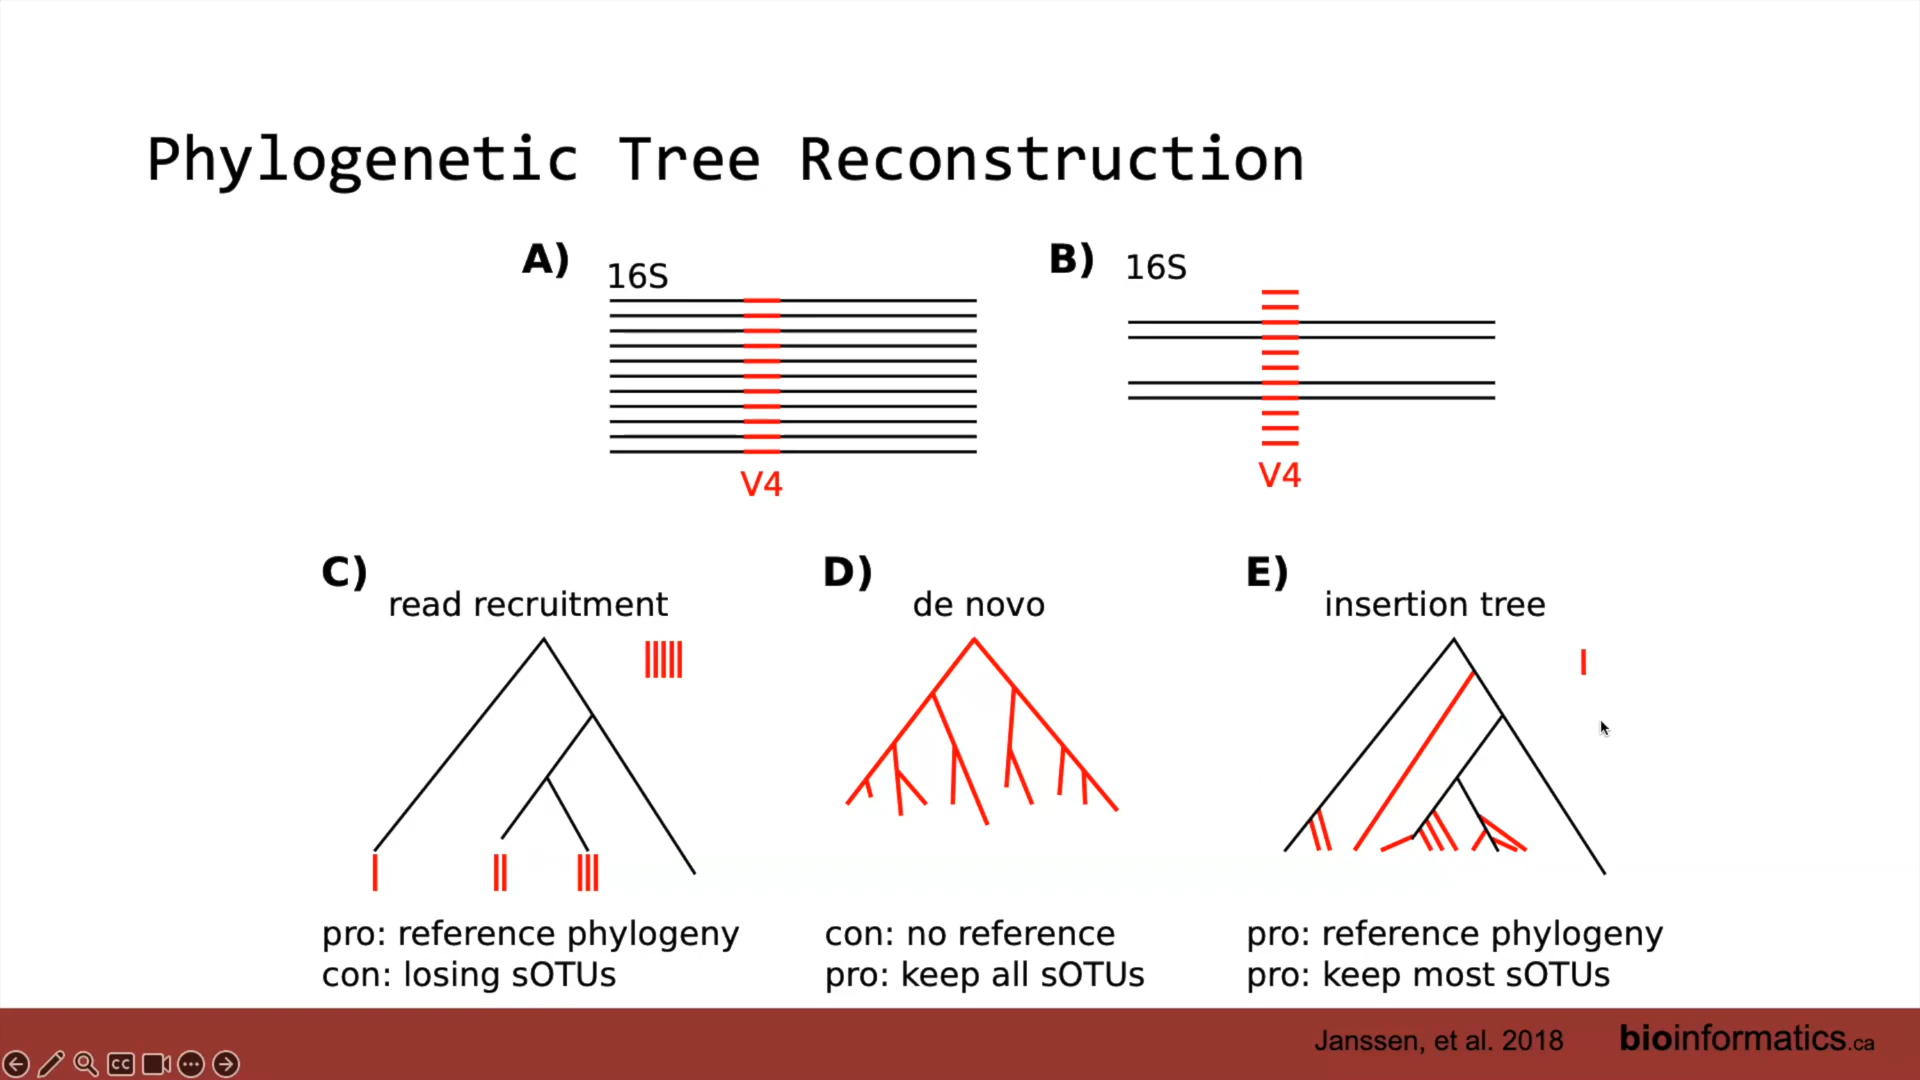 Phylogenetic Tree Reconstruction
A)
16S
V4
B)
16S
V4
C)
read recruitment
pro: reference phylogeny
con: losing sOTUs
D)
de novo
con: no reference
pro: keep all sOTUs
E)
insertion tree
pro: reference phylogeny
pro: keep most sOTUs
Janssen, et al. 2018
bioinformatics.ca
CC